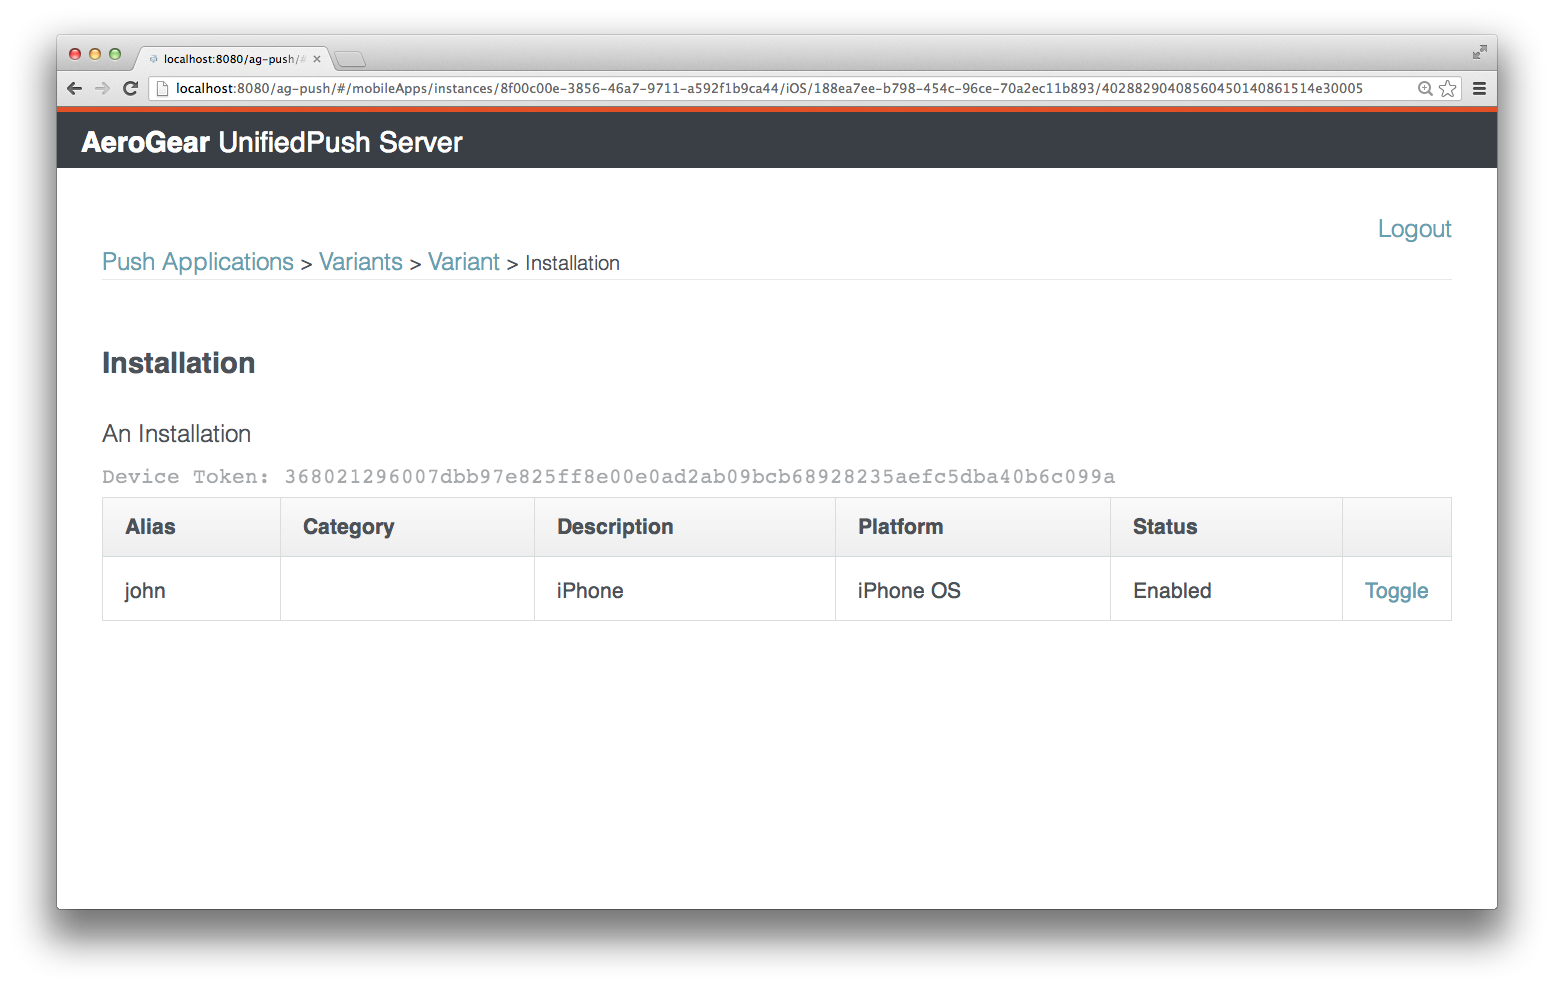 localhost:8080/ag-push/#
localhost:8080/ag-push/#/mobileApps/instances/8f00c00e-3856-46a7-9711-a592f1b9ca44/iOS/188ea7ee-b798-454c-96ce-70a2ec11b893/40288290408560450140861514e30005
AeroGear UnifiedPush Server
Logout
Push Applications > Variants > Variant > Installation
Installation
An Installation
Device Token: 368021296007dbb97e825ff8e00e0ad2ab09bcb68928235aefc5dba40b6c099a
Alias Category Description Platform Status
john iPhone iPhone OS Enabled Toggle